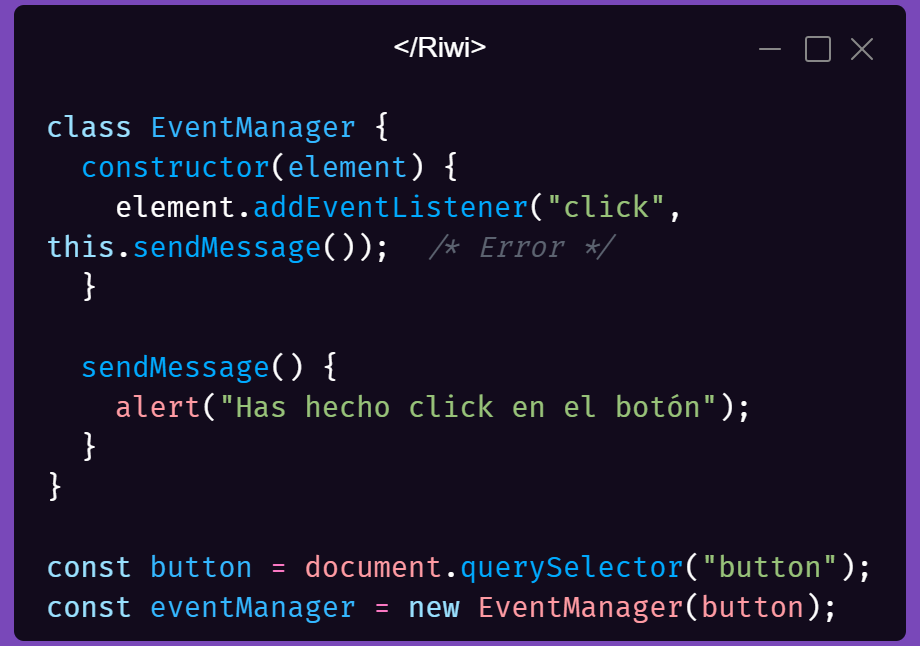 </Riwi>
class EventManager {
  constructor(element) {
    element.addEventListener("click",
this.sendMessage());  /* Error */
  }

  sendMessage() {
    alert("Has hecho click en el botón");
  }
}

const button = document.querySelector("button");
const eventManager = new EventManager(button);